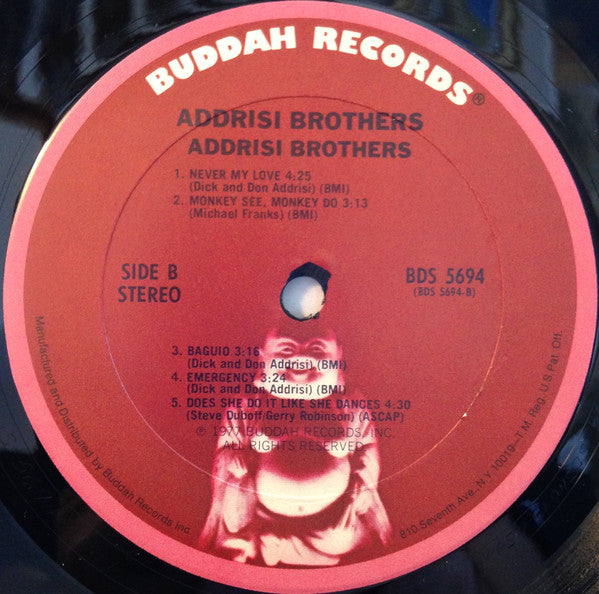 BUDDAH RECORDS®
ADDRISI BROTHERS
ADDRISI BROTHERS
1. NEVER MY LOVE 4:25
(Dick and Don Addrisi) (BMI)
2. MONKEY SEE, MONKEY DO 3:13
(Michael Franks) (BMI)
SIDE B
STEREO
BDS 5694
(BDS 5694-B)
3. BAGUIO 3:16
(Dick and Don Addrisi) (BMI)
4. EMERGENCY 3:24
(Dick and Don Addrisi) (BMI)
5. DOES SHE DO IT LIKE SHE DANCES 4:30
(Steve Duboff/Gerry Robinson) (ASCAP)
℗ 1977 BUDDAH RECORDS, INC.
ALL RIGHTS RESERVED
Manufactured and Distributed by Buddah Records Inc. 810 Seventh Ave., N.Y. 10019 - T.M. Reg. U.S. Pat. Off.